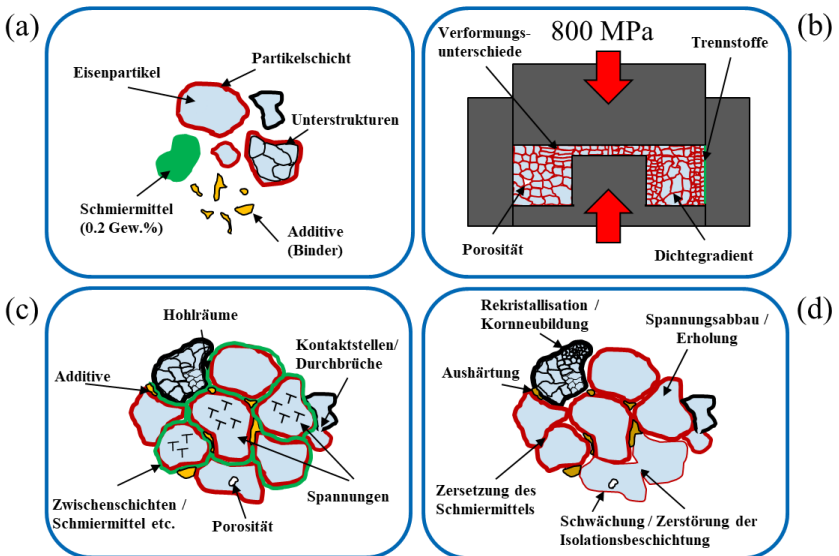 (a)
Eisenpartikel
Partikelschicht
Unterstrukturen
Schmiermittel
(0.2 Gew.%)
Additive
(Binder)
(b)
Verformungs-
unterschiede
800 MPa
Trennstoffe
Porosität
Dichtegradient
(c)
Hohlräume
Kontaktstellen/
Durchbrüche
Additive
Zwischenschichten /
Schmiermittel etc.
Porosität
Spannungen
(d)
Rekristallisation /
Kornneubildung
Spannungsabbau /
Erholung
Aushärtung
Zersetzung des
Schmiermittels
Schwächung / Zerstörung der
Isolationsbeschichtung